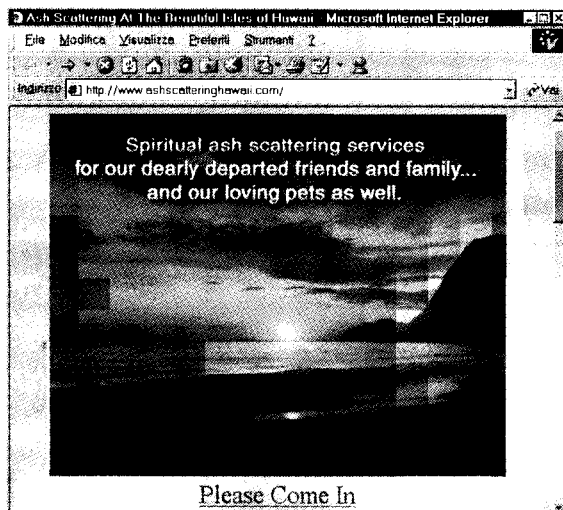 Ash Scattering At The Beautiful Isles of Hawaii - Microsoft Internet Explorer
File Modifica Visualizza Preferiti Strumenti ?
Indirizzo http://www.ashscatteringhawaii.com/ Vai
Spiritual ash scattering services
for our dearly departed friends and family...
and our loving pets as well.
Please Come In